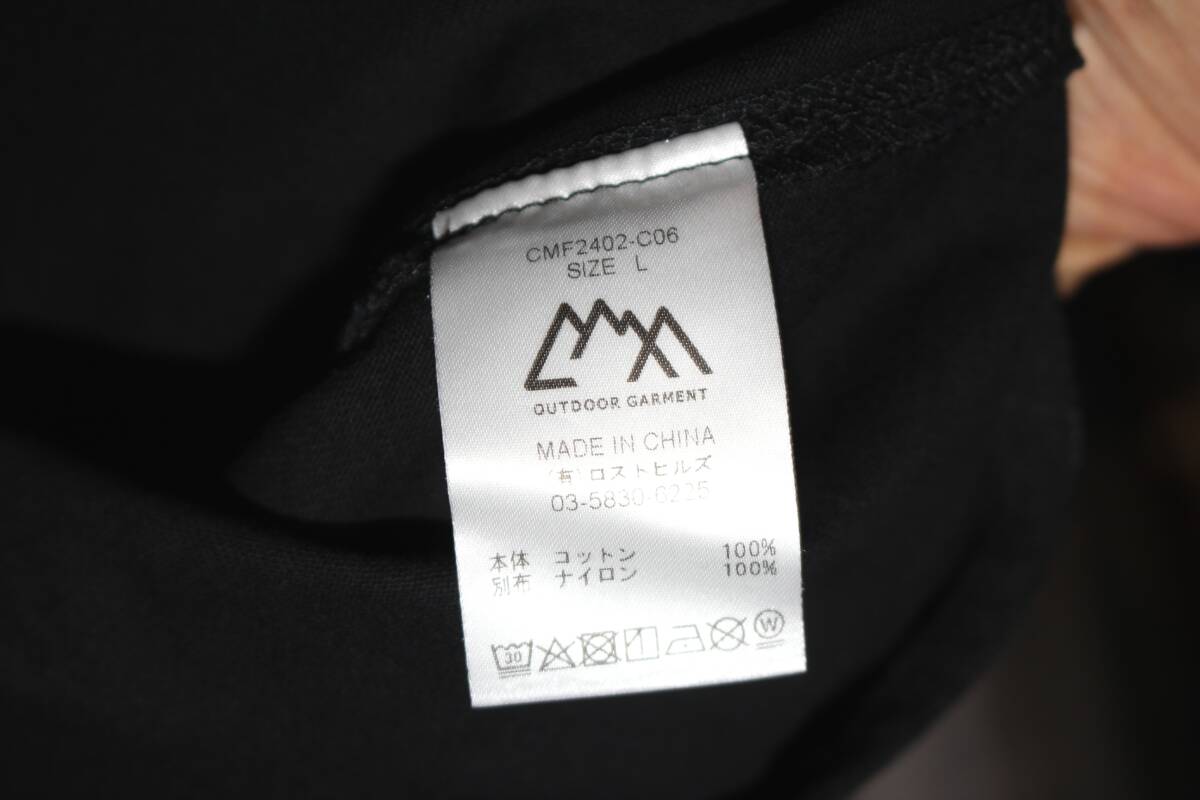 CMF2402-C06
SIZE L
OUTDOOR GARMENT
MADE IN CHINA
(有)ロストヒルズ
03-5830-6225
本体 コットン 100%
別布 ナイロン 100%
30
W